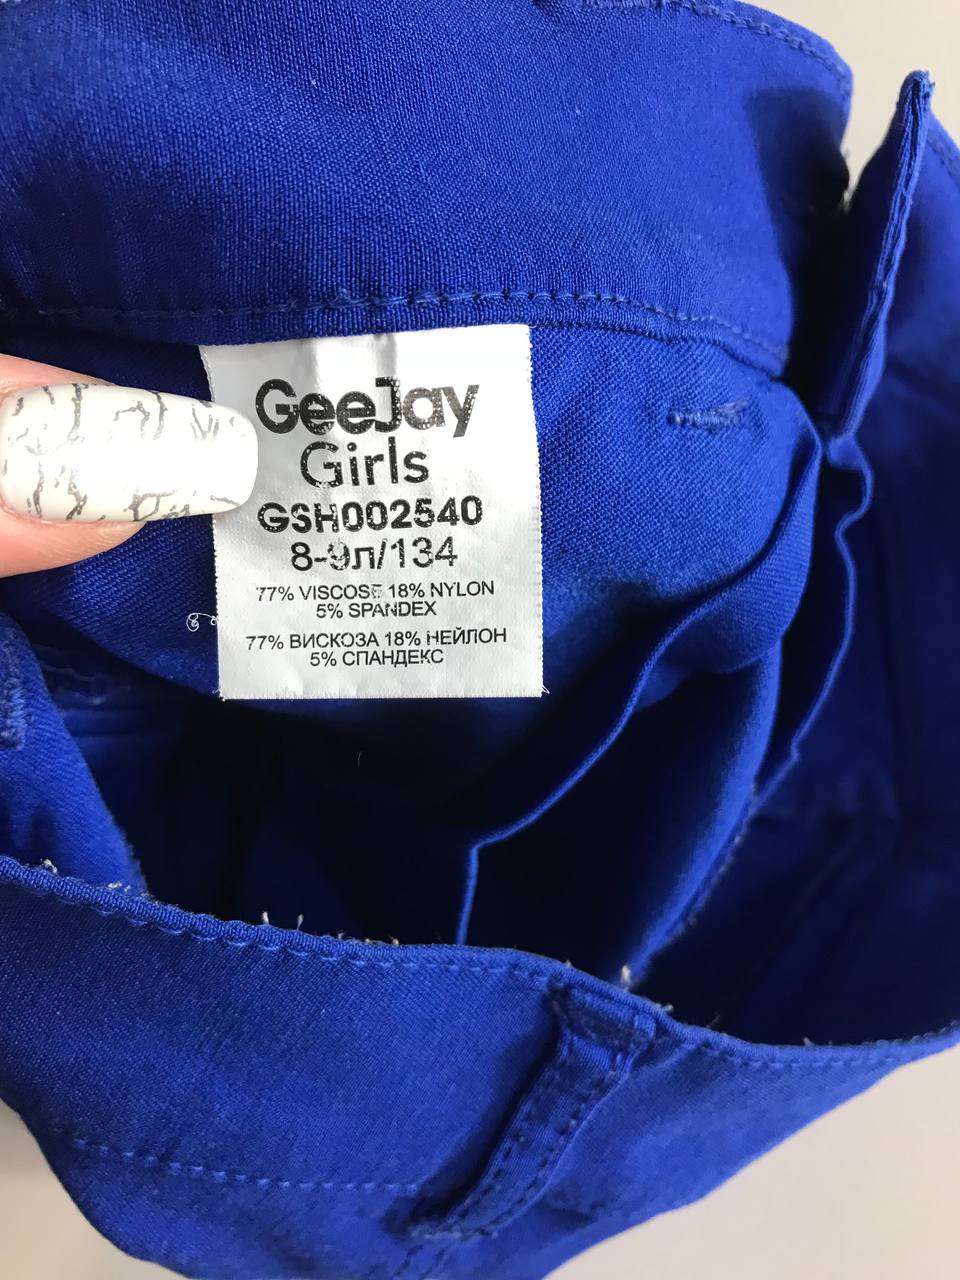 GeeJay
Girls
GSH002540
8-9л/134
77% VISCOSE 18% NYLON
5% SPANDEX
77% ВИСКОЗА 18% НЕЙЛОН
5% СПАНДЕКС